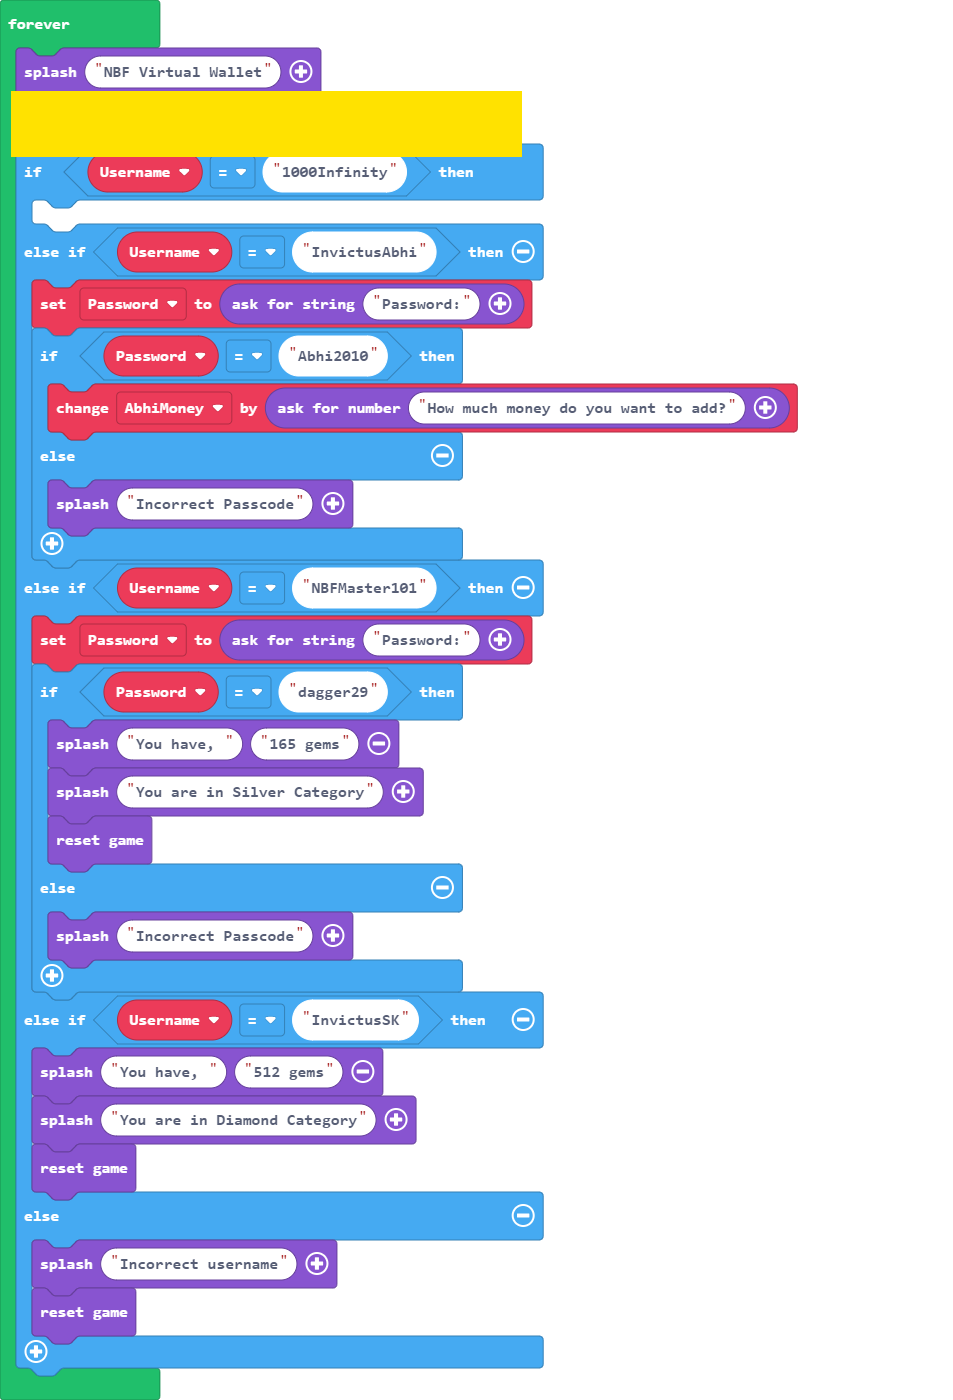 forever
splash "NBF Virtual Wallet"
if Username = "1000Infinity" then
else if Username = "InvictusAbhi" then
set Password to ask for string "Password:"
if Password = "Abhi2010" then
change AbhiMoney by ask for number "How much money do you want to add?"
else
splash "Incorrect Passcode"
else if Username = "NBFMaster101" then
set Password to ask for string "Password:"
if Password = "dagger29" then
splash "You have, " "165 gems"
splash "You are in Silver Category"
reset game
else
splash "Incorrect Passcode"
else if Username = "InvictusSK" then
splash "You have, " "512 gems"
splash "You are in Diamond Category"
reset game
else
splash "Incorrect username"
reset game